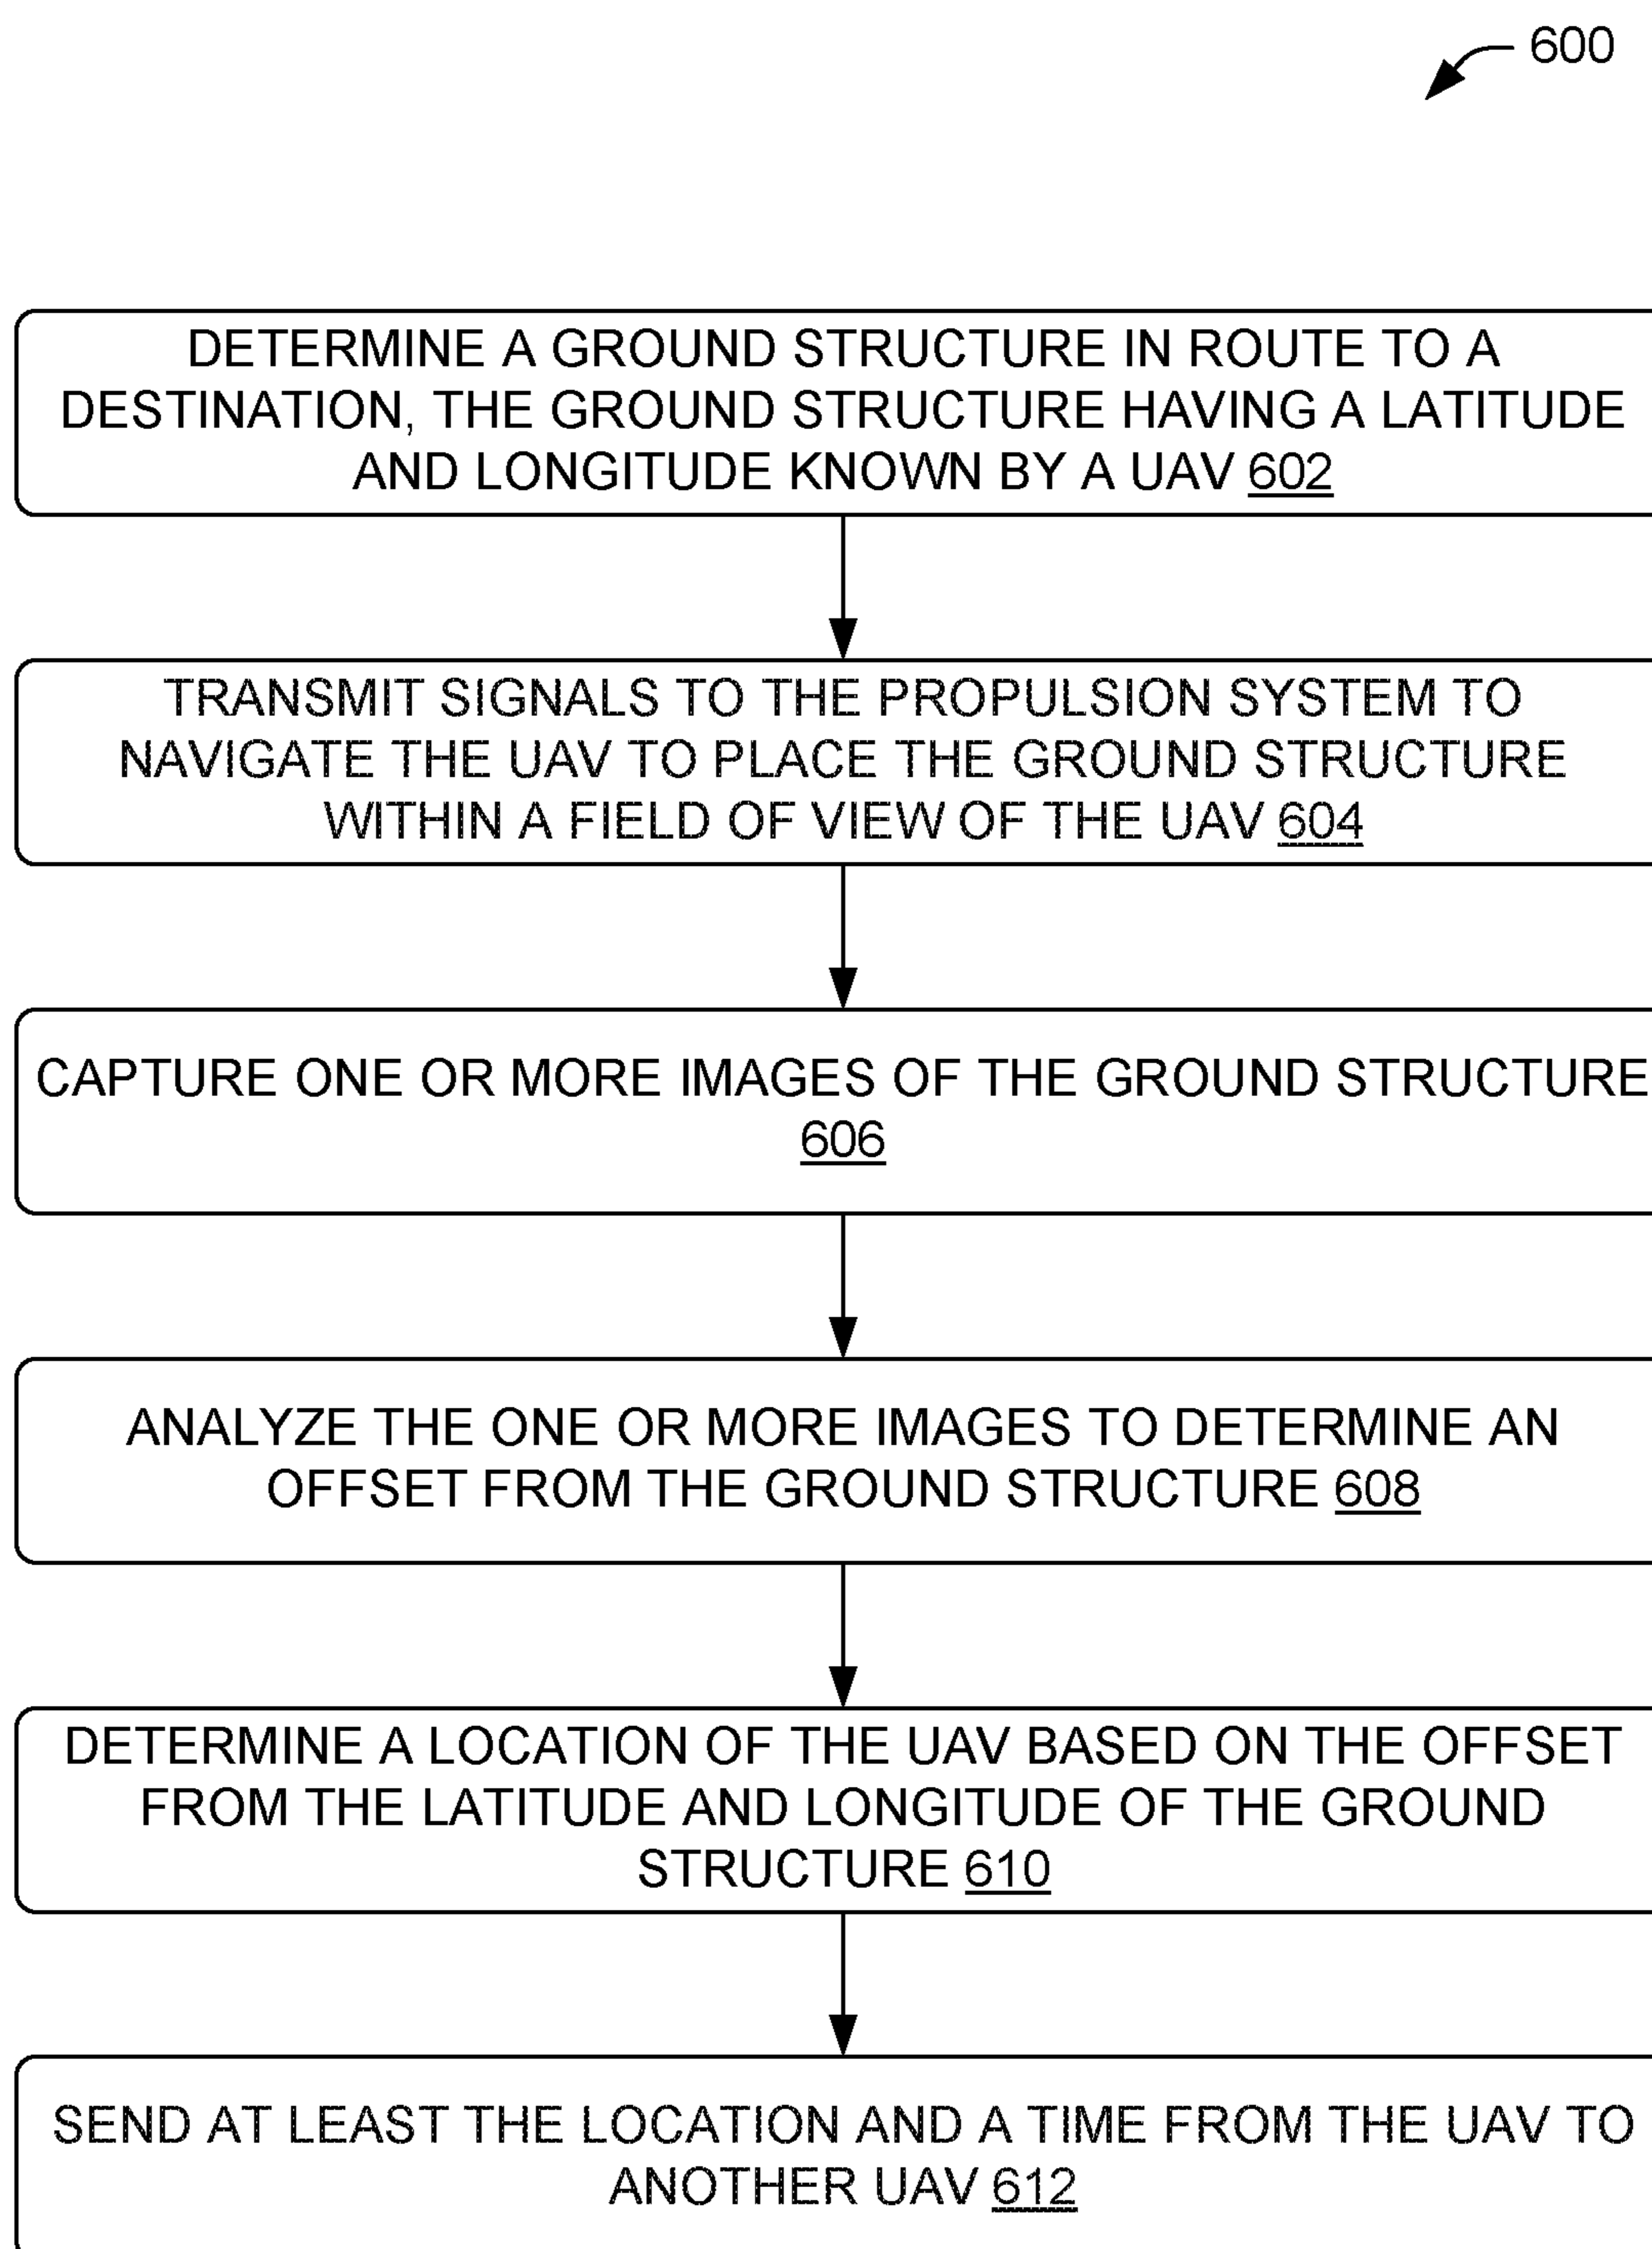 600
DETERMINE A GROUND STRUCTURE IN ROUTE TO A
DESTINATION, THE GROUND STRUCTURE HAVING A LATITUDE
AND LONGITUDE KNOWN BY A UAV 602
TRANSMIT SIGNALS TO THE PROPULSION SYSTEM TO
NAVIGATE THE UAV TO PLACE THE GROUND STRUCTURE
WITHIN A FIELD OF VIEW OF THE UAV 604
CAPTURE ONE OR MORE IMAGES OF THE GROUND STRUCTURE
606
ANALYZE THE ONE OR MORE IMAGES TO DETERMINE AN
OFFSET FROM THE GROUND STRUCTURE 608
DETERMINE A LOCATION OF THE UAV BASED ON THE OFFSET
FROM THE LATITUDE AND LONGITUDE OF THE GROUND
STRUCTURE 610
SEND AT LEAST THE LOCATION AND A TIME FROM THE UAV TO
ANOTHER UAV 612